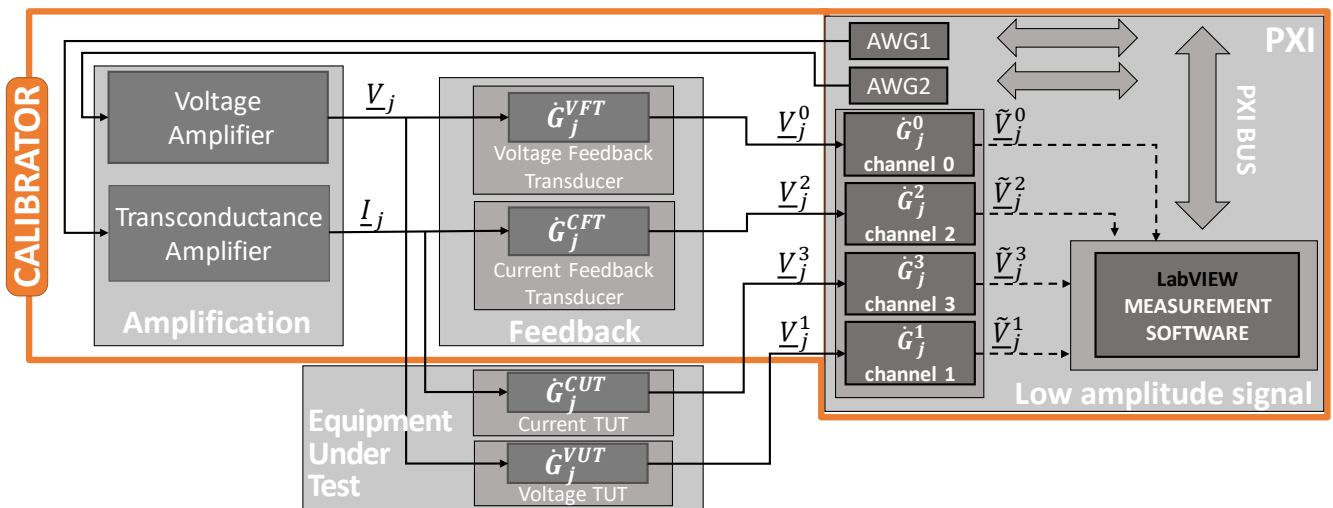 CALIBRATOR
Voltage
Amplifier
Transconductance
Amplifier
Amplification
V_j
I_j
Ġ_j^VFT
Voltage Feedback
Transducer
Ġ_j^CFT
Current Feedback
Transducer
Feedback
Equipment
Under
Test
Ġ_j^CUT
Current TUT
Ġ_j^VUT
Voltage TUT
V_j^0
V_j^2
V_j^3
V_j^1
AWG1
AWG2
Ġ_j^0
channel 0
Ġ_j^2
channel 2
Ġ_j^3
channel 3
Ġ_j^1
channel 1
Ṽ_j^0
Ṽ_j^2
Ṽ_j^3
Ṽ_j^1
PXI
PXI BUS
LabVIEW
MEASUREMENT
SOFTWARE
Low amplitude signal